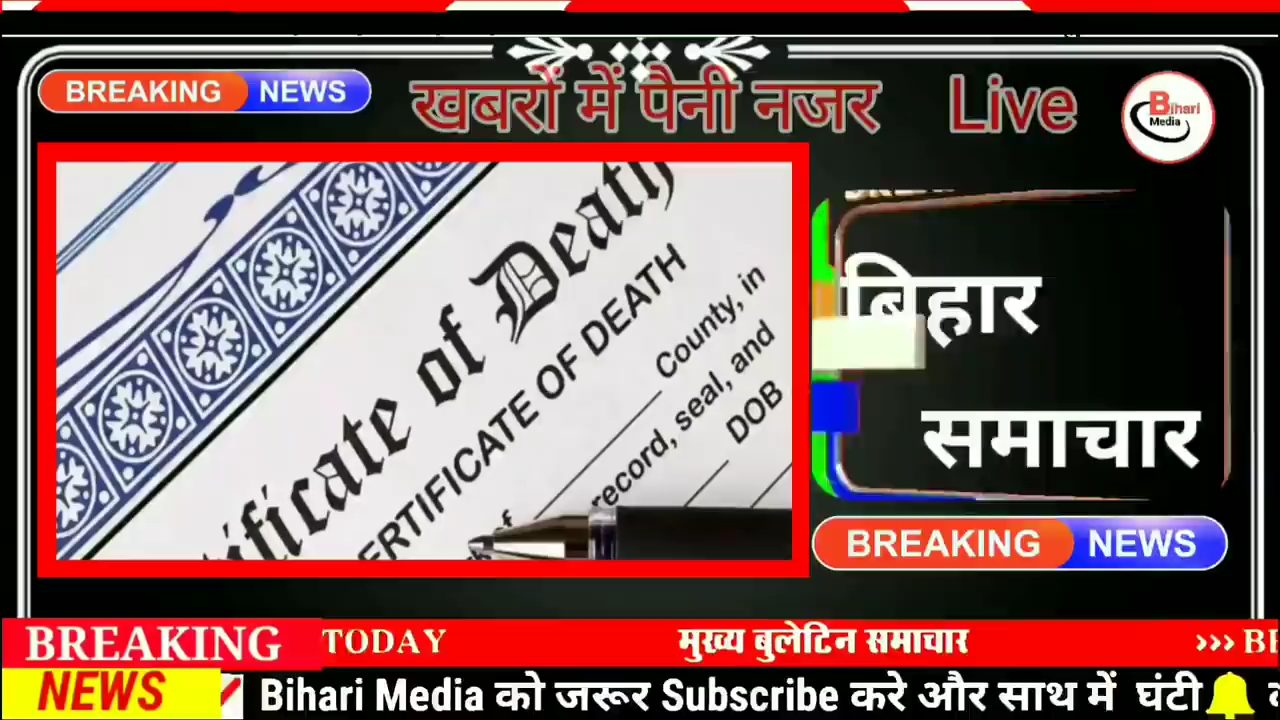 BREAKING NEWS
खबरों में पैनी नजर Live
Bihari
Media
of Death
CERTIFICATE OF DEATH
County, in
record, seal, and
DOB
बिहार
समाचार
BREAKING NEWS
BREAKING
NEWS
TODAY मुख्य बुलेटिन समाचार >>>
Bihari Media को जरूर Subscribe करे और साथ में घंटी